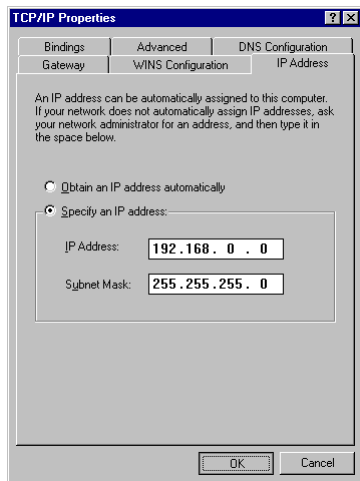 TCP/IP Properties
Bindings Advanced DNS Configuration
Gateway WINS Configuration IP Address
An IP address can be automatically assigned to this computer.
If your network does not automatically assign IP addresses, ask
your network administrator for an address, and then type it in
the space below.
Obtain an IP address automatically
Specify an IP address:
IP Address: 192.168. 0 . 0
Subnet Mask: 255.255.255. 0
OK Cancel